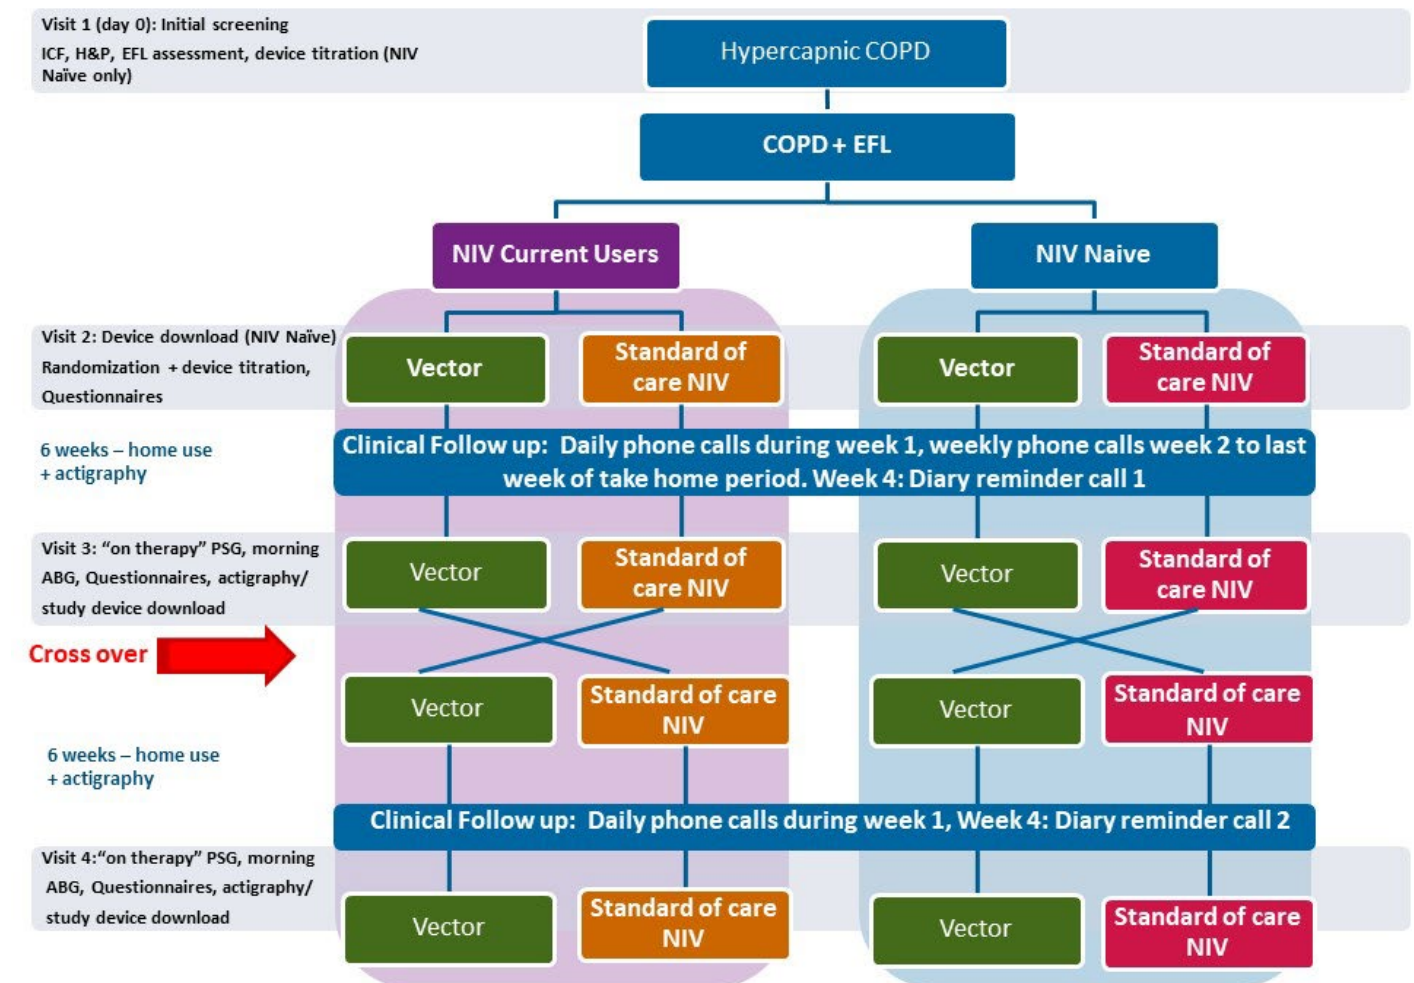 Visit 1 (day 0): Initial screening
ICF, H&P, EFL assessment, device titration (NIV
Naïve only)
Hypercapnic COPD
COPD + EFL
NIV Current Users
NIV Naive
Visit 2: Device download (NIV Naïve)
Randomization + device titration,
Questionnaires
Vector
Standard of
care NIV
Vector
Standard of
care NIV
6 weeks – home use
+ actigraphy
Clinical Follow up: Daily phone calls during week 1, weekly phone calls week 2 to last
week of take home period. Week 4: Diary reminder call 1
Visit 3: “on therapy” PSG, morning
ABG, Questionnaires, actigraphy/
study device download
Vector
Standard of
care NIV
Vector
Standard of
care NIV
Cross over
Vector
Standard of care
NIV
Vector
Standard of care
NIV
6 weeks – home use
+ actigraphy
Clinical Follow up: Daily phone calls during week 1, Week 4: Diary reminder call 2
Visit 4:“on therapy” PSG, morning
ABG, Questionnaires, actigraphy/
study device download
Vector
Standard of care
NIV
Vector
Standard of care
NIV